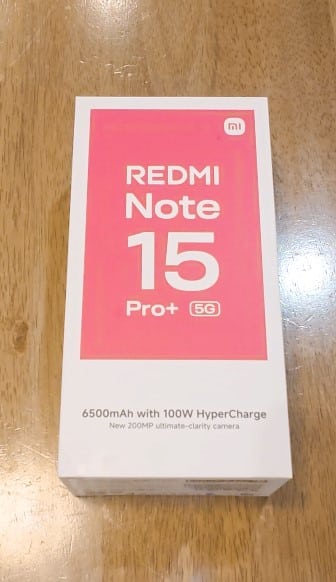 mi
REDMI
Note
15
Pro+ 5G
6500mAh with 100W HyperCharge
New 200MP ultimate-clarity camera